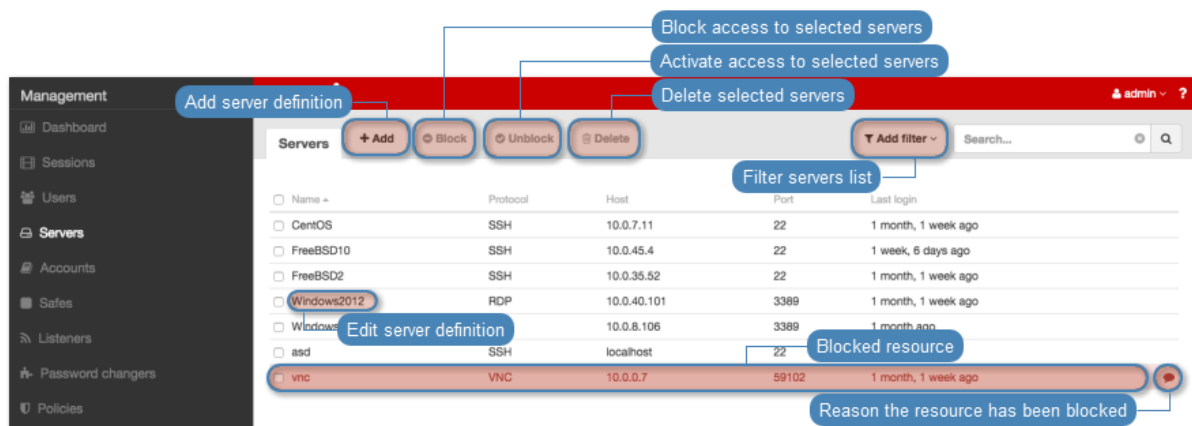 Block access to selected servers
Activate access to selected servers
Management
Add server definition
Delete selected servers
admin
?
Dashboard
Servers
+ Add
Block
Unblock
Delete
Add filter
Search...
Sessions
Filter servers list
Users
Name Protocol Host Port Last login
Servers
CentOS SSH 10.0.7.11 22 1 month, 1 week ago
FreeBSD10 SSH 10.0.45.4 22 1 week, 6 days ago
Accounts
FreeBSD2 SSH 10.0.35.52 22 1 month, 1 week ago
Safes
Windows2012 RDP 10.0.40.101 3389 1 month, 1 week ago
Windows 10.0.8.106 3389 1 month ago
Edit server definition
Listeners
Blocked resource
asd SSH localhost 22
Password changers
vnc VNC 10.0.0.7 59102 1 month, 1 week ago
Policies
Reason the resource has been blocked